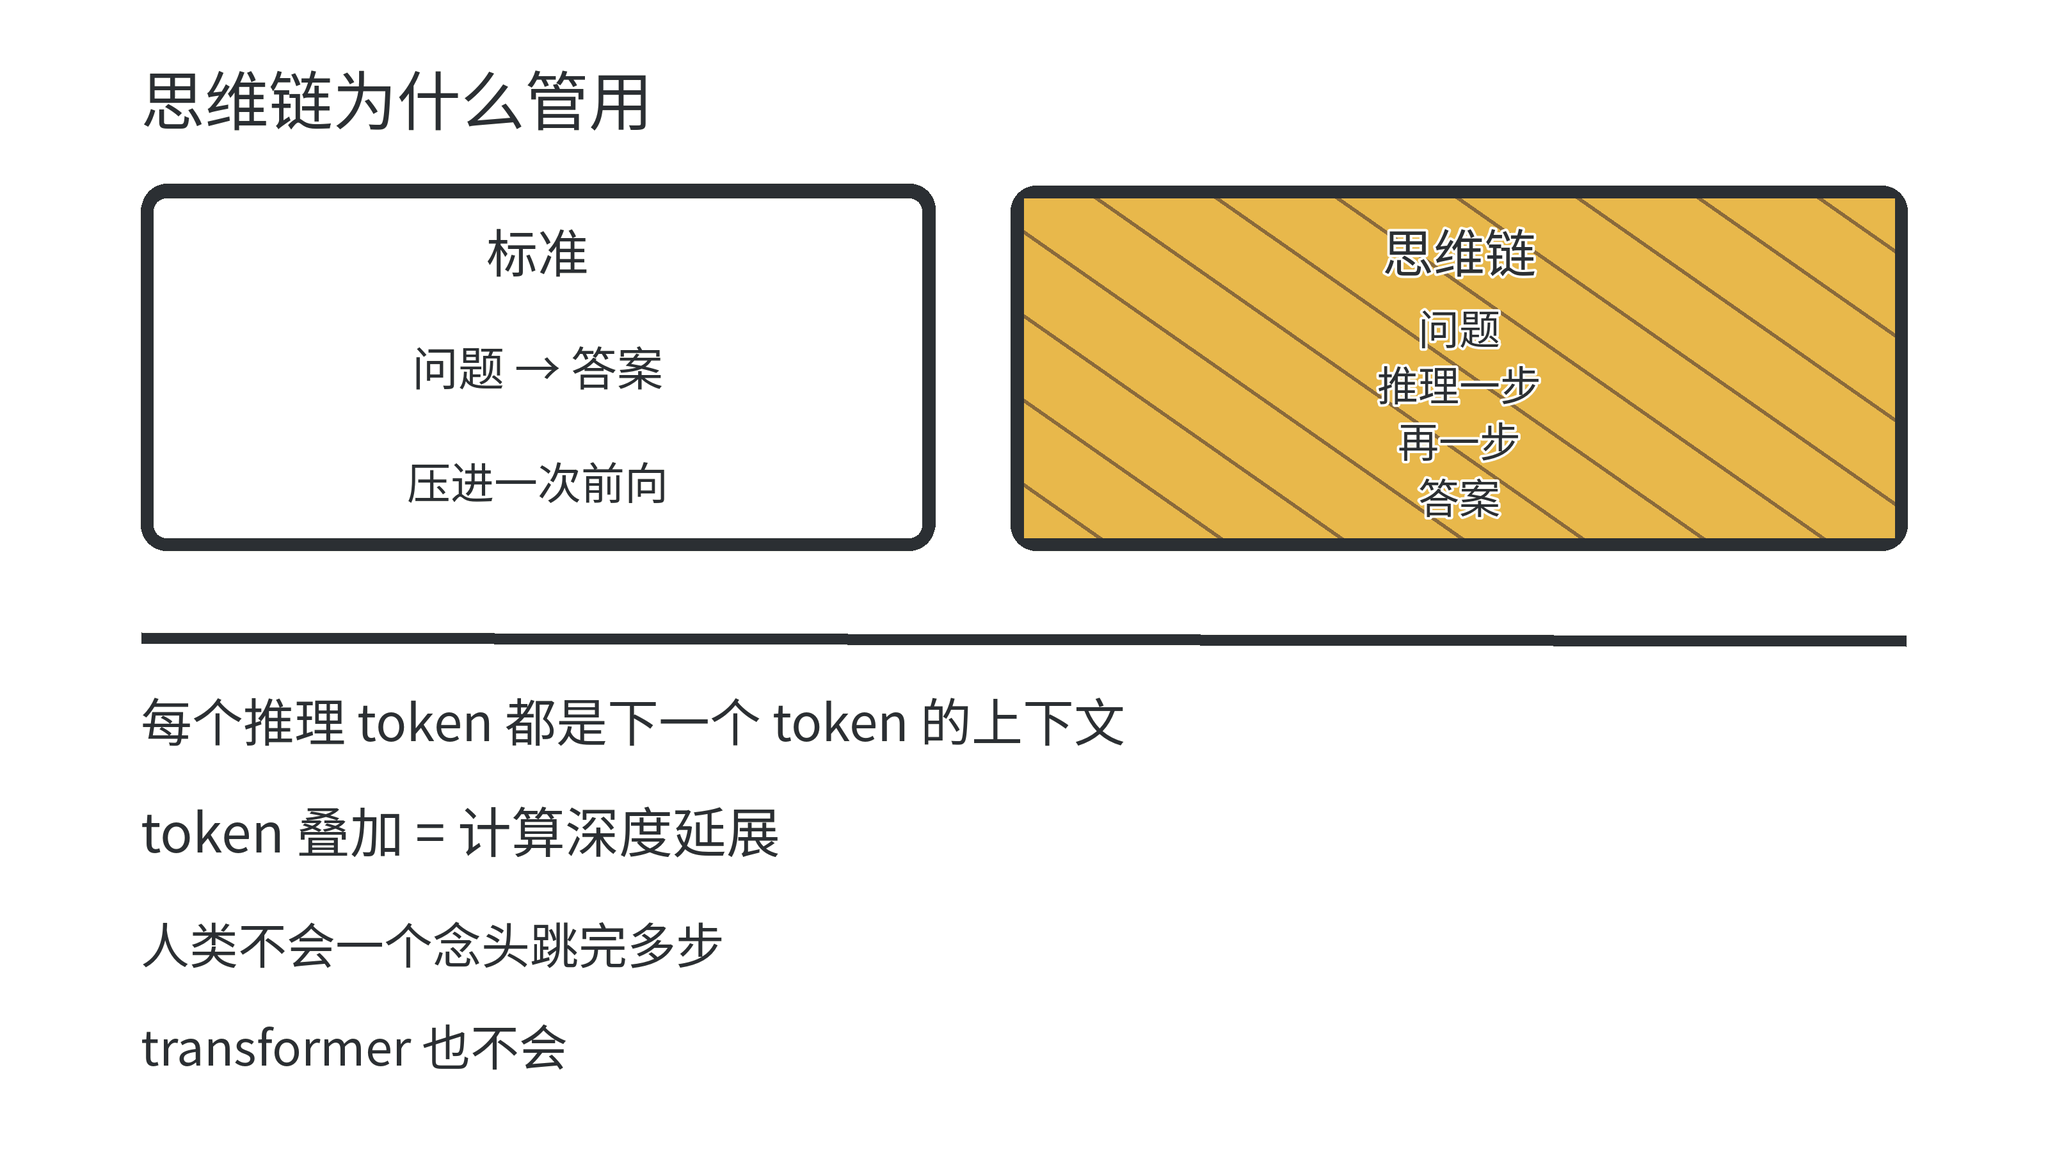 思维链为什么管用
标准
问题 → 答案
压进一次前向
思维链
问题
推理一步
再一步
答案
每个推理 token 都是下一个 token 的上下文
token 叠加 = 计算深度延展
人类不会一个念头跳完多步
transformer 也不会